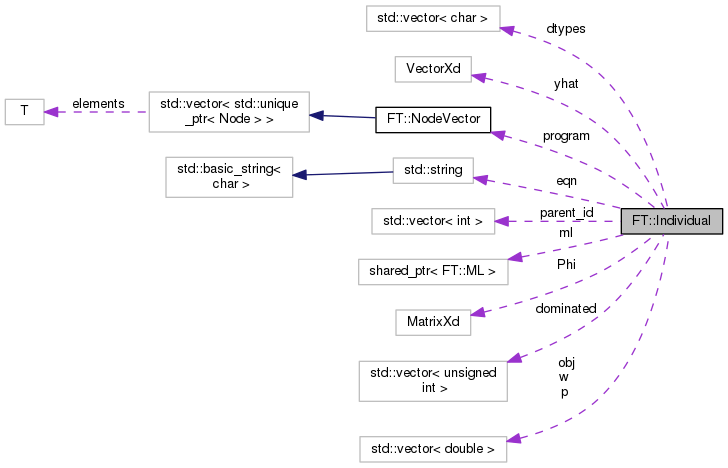 std::vector< char >
dtypes
VectorXd
yhat
T
elements
std::vector< std::unique
_ptr< Node > >
FT::NodeVector
program
std::basic_string<
char >
std::string
eqn
std::vector< int >
parent_id
FT::Individual
ml
shared_ptr< FT::ML >
Phi
MatrixXd
dominated
std::vector< unsigned
int >
obj
w
p
std::vector< double >